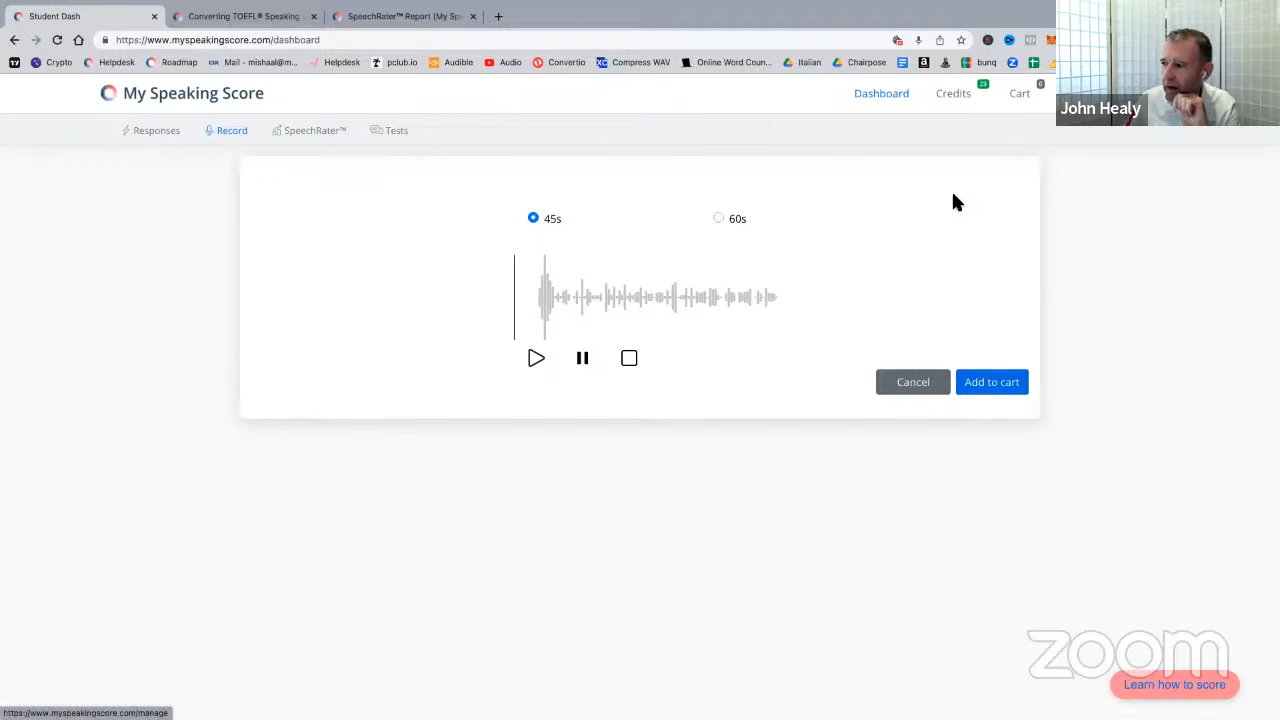 Student Dash
Converting TOEFL® Speaking
SpeechRater™ Report (My Spe
https://www.myspeakingscore.com/dashboard
Crypto
Helpdesk
Roadmap
Mail - mishaal@m...
Helpdesk
pclub.io
Audible
Audio
Convertio
Compress WAV
Online Word Coun...
Italian
Chairpose
bunq
My Speaking Score
Dashboard
Credits
23
Cart
0
John Healy
Responses
Record
SpeechRater™
Tests
45s
60s
Cancel
Add to cart
zoom
Learn how to score
https://www.myspeakingscore.com/manage